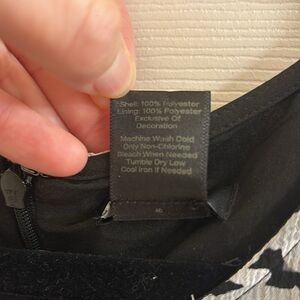 Shell: 100% Polyester
Lining: 100% Polyester
Exclusive Of
Decoration
Machine Wash Cold
Only Non-Chlorine
Bleach When Needed
Tumble Dry Low
Cool Iron If Needed